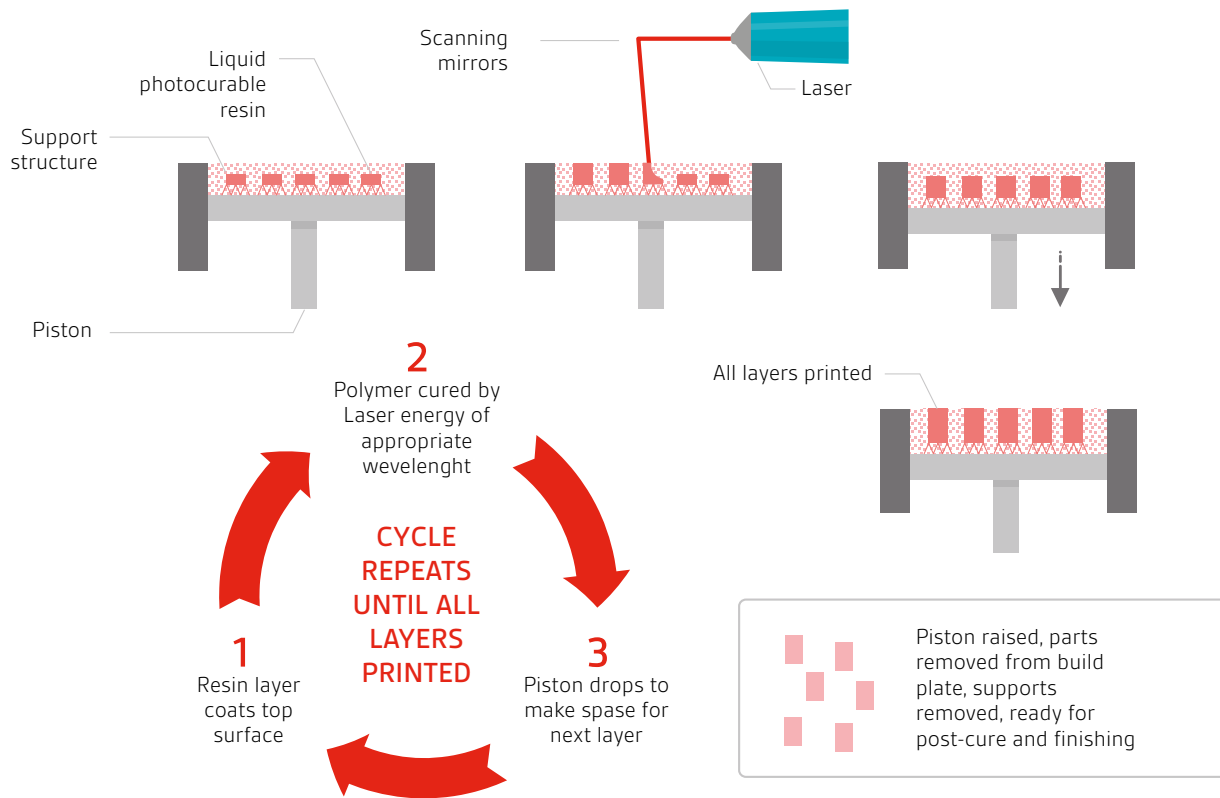 Scanning
mirrors
Laser
Liquid
photocurable
resin
Support
structure
Piston
2
Polymer cured by
Laser energy of
appropriate
wevelenght
CYCLE
REPEATS
UNTIL ALL
LAYERS
PRINTED
1
Resin layer
coats top
surface
3
Piston drops to
make spase for
next layer
All layers printed
Piston raised, parts
removed from build
plate, supports
removed, ready for
post-cure and finishing